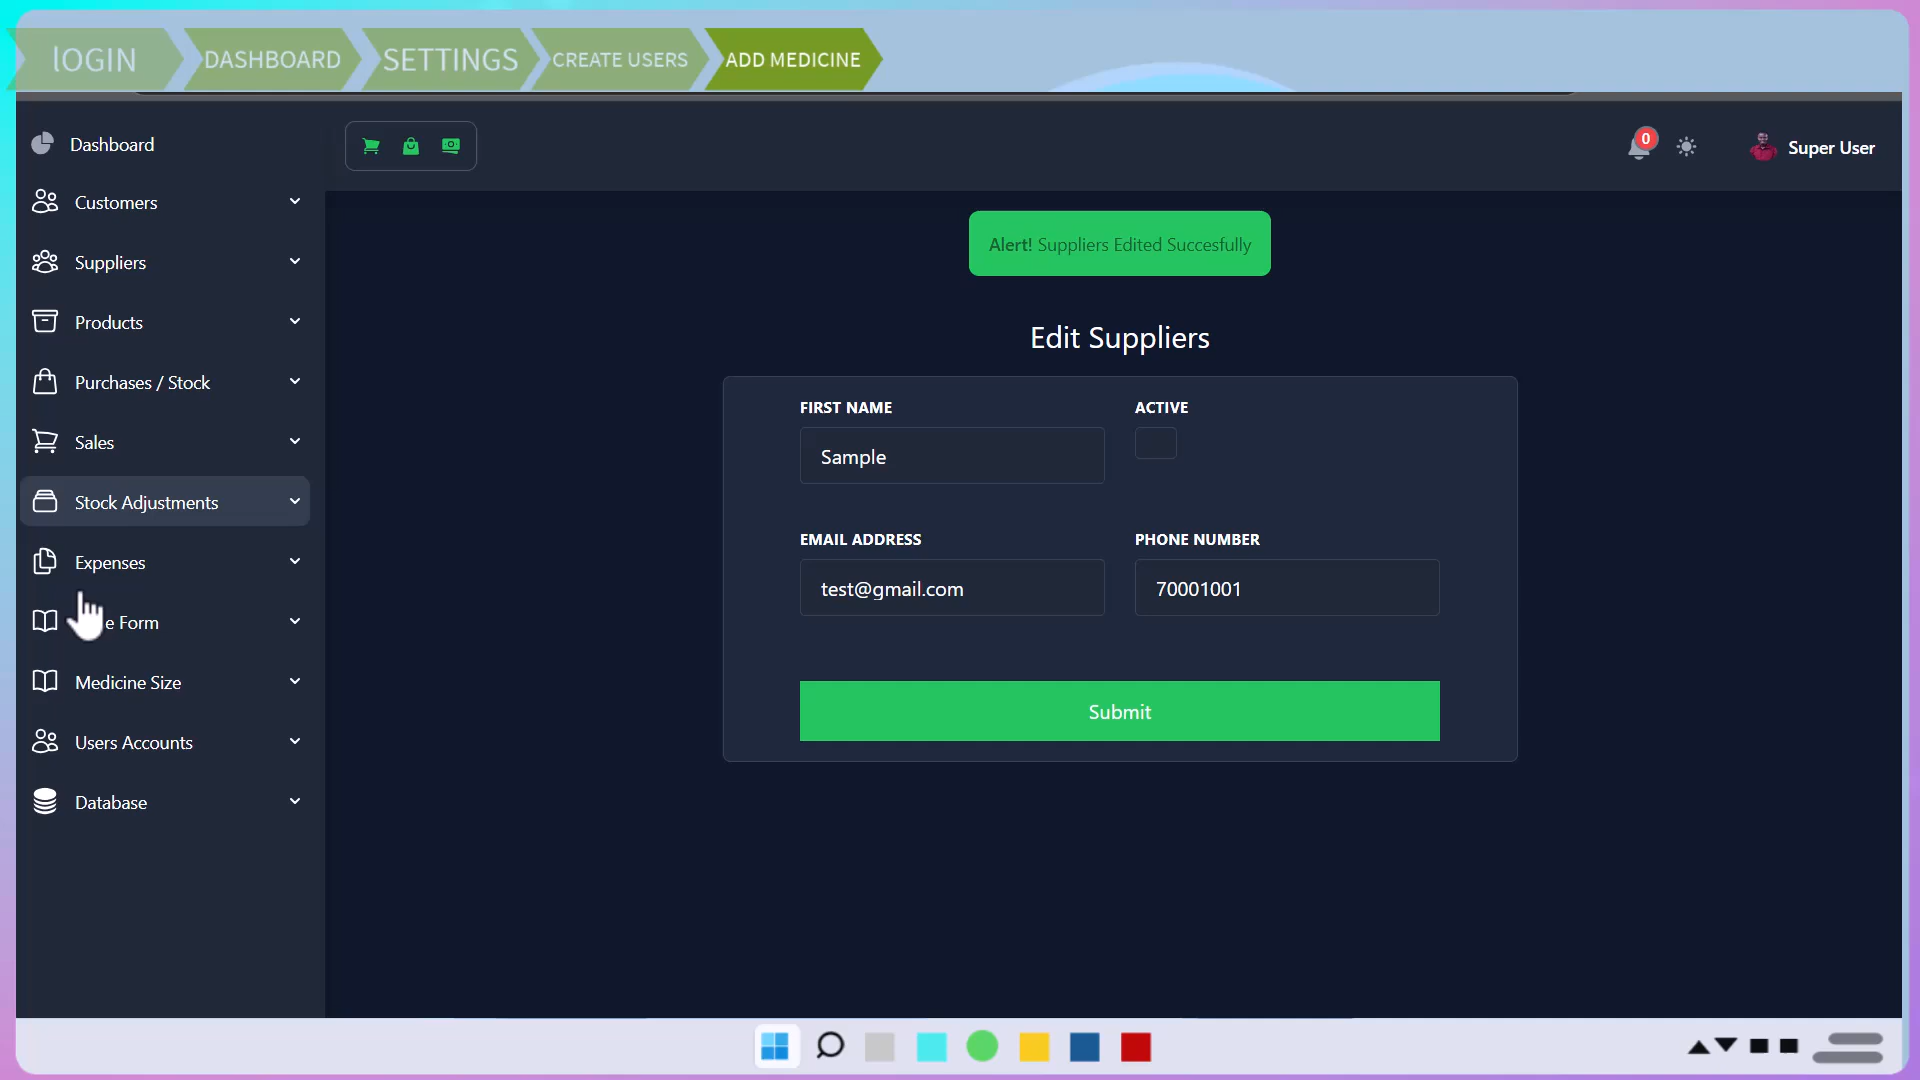 lOGIN
DASHBOARD
SETTINGS
CREATE USERS
ADD MEDICINE
Dashboard
0
Super User
Customers
Suppliers
Products
Purchases / Stock
Sales
Stock Adjustments
Expenses
e Form
Medicine Size
Users Accounts
Database
Alert! Suppliers Edited Succesfully
Edit Suppliers
FIRST NAME
ACTIVE
Sample
EMAIL ADDRESS
PHONE NUMBER
test@gmail.com
70001001
Submit